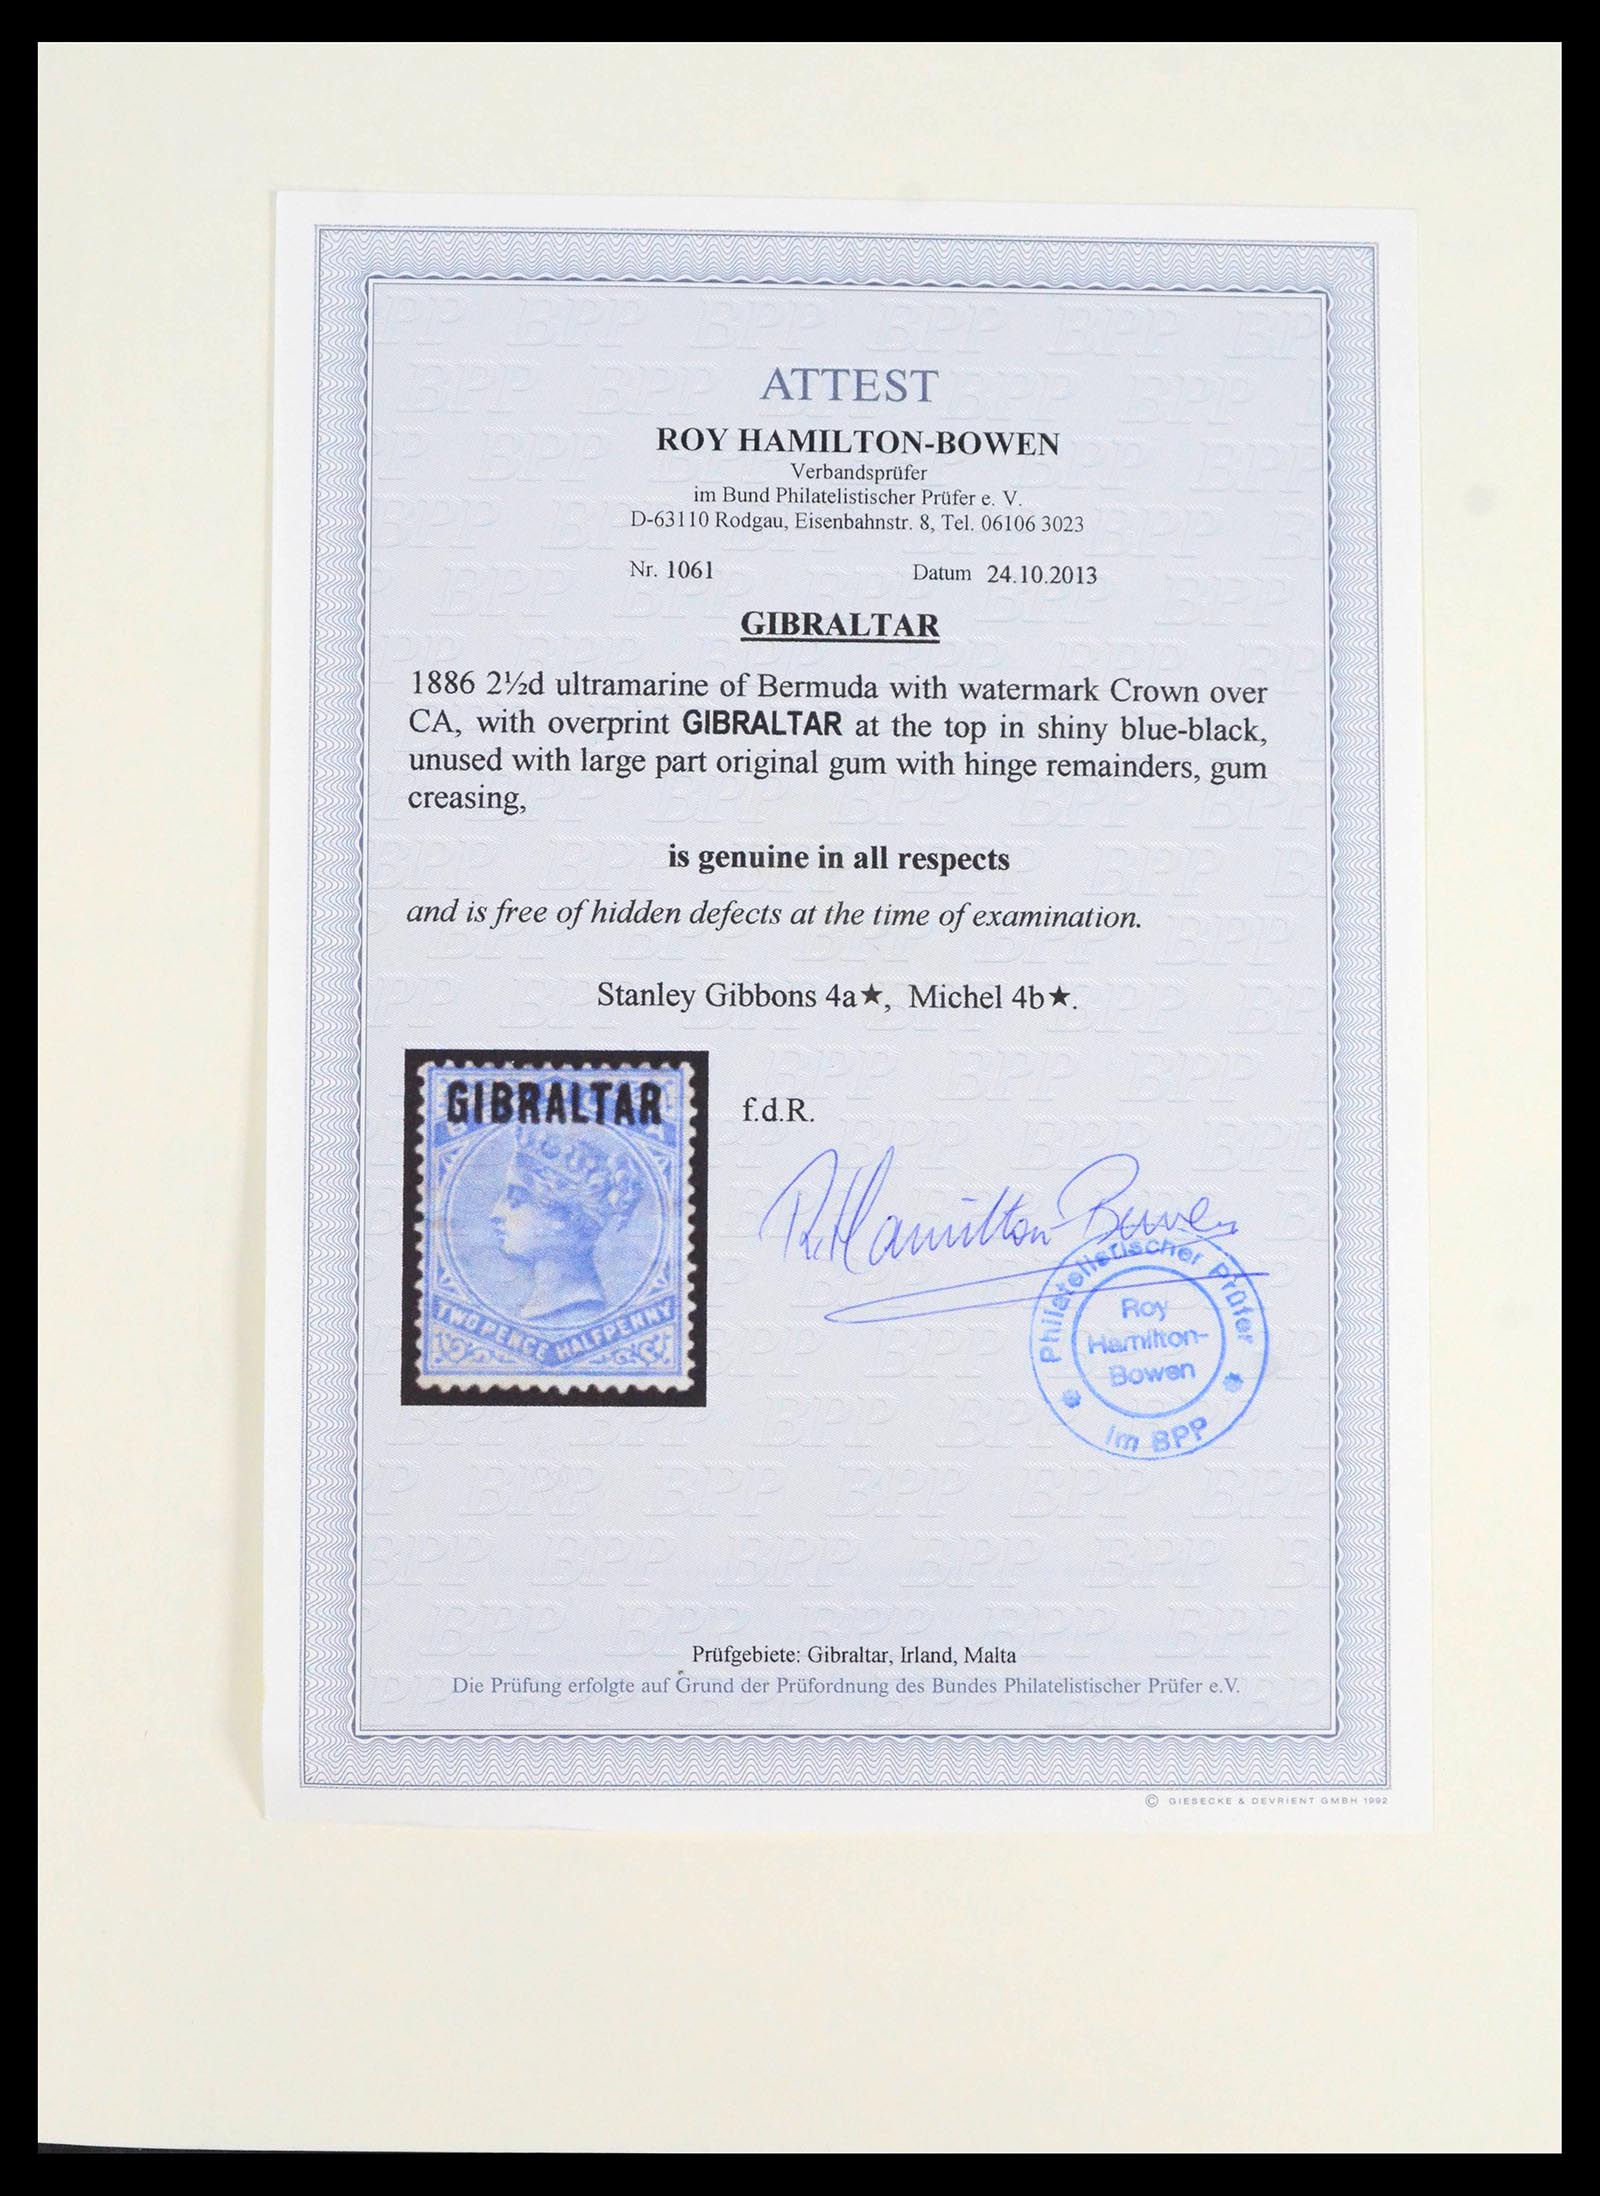 ATTEST
ROY HAMILTON-BOWEN
Verbandsprüfer
im Bund Philatelistischer Prüfer e. V.
D-63110 Rodgau, Eisenbahnstr. 8, Tel. 06106 3023
Nr. 1061 Datum 24.10.2013
GIBRALTAR
1886 2½d ultramarine of Bermuda with watermark Crown over
CA, with overprint GIBRALTAR at the top in shiny blue-black,
unused with large part original gum with hinge remainders, gum
creasing,
is genuine in all respects
and is free of hidden defects at the time of examination.
Stanley Gibbons 4a★, Michel 4b★.
GIBRALTAR
TWO PENCE HALFPENNY
f.d.R.
R. Hamilton-Bowen
Philatelistischer Prüfer
Roy
Hamilton-
Bowen
im BPP
Prüfgebiete: Gibraltar, Irland, Malta
Die Prüfung erfolgte auf Grund der Prüfordnung des Bundes Philatelistischer Prüfer e.V.
© GIESECKE & DEVRIENT GMBH 1992